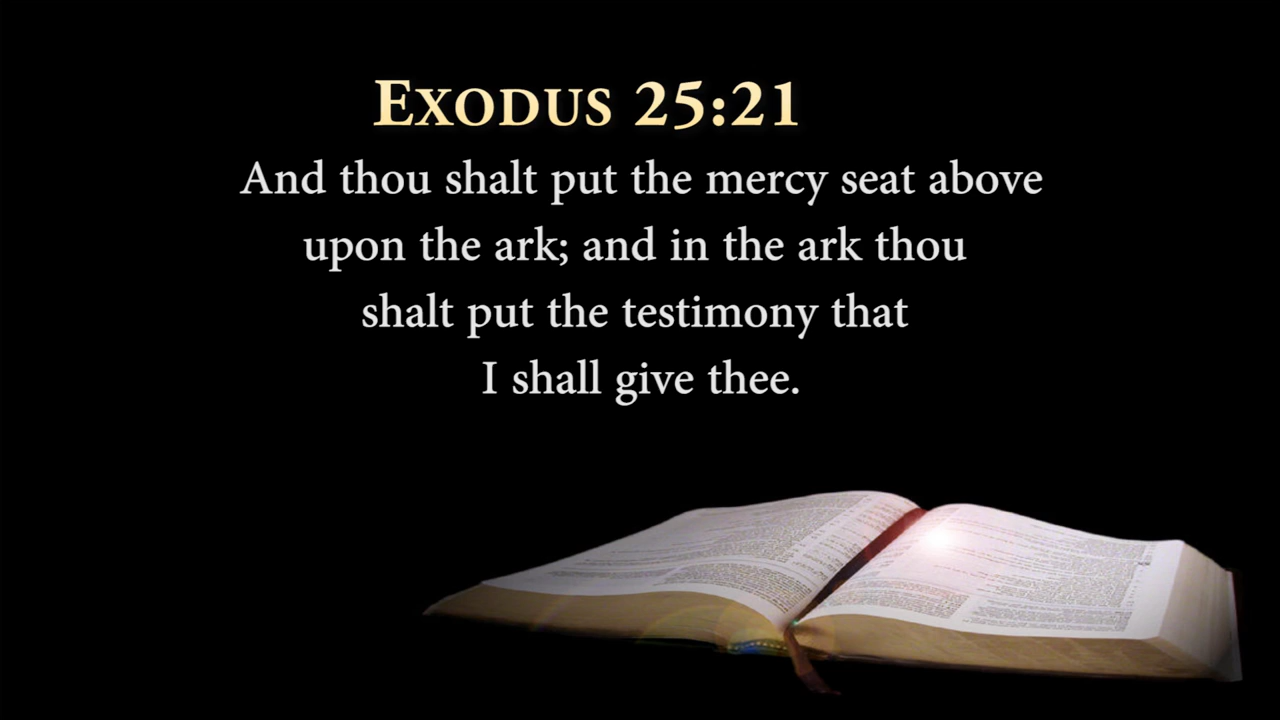 Exodus 25:21
And thou shalt put the mercy seat above
upon the ark; and in the ark thou
shalt put the testimony that
I shall give thee.